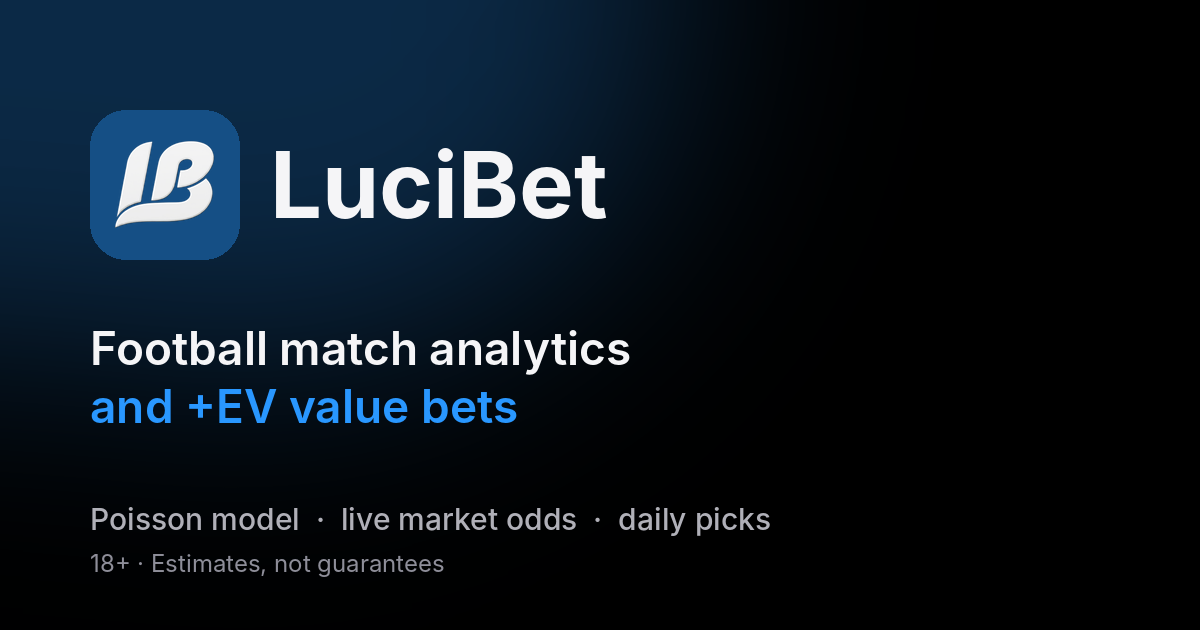 LB
LuciBet
Football match analytics
and +EV value bets
Poisson model · live market odds · daily picks
18+ · Estimates, not guarantees